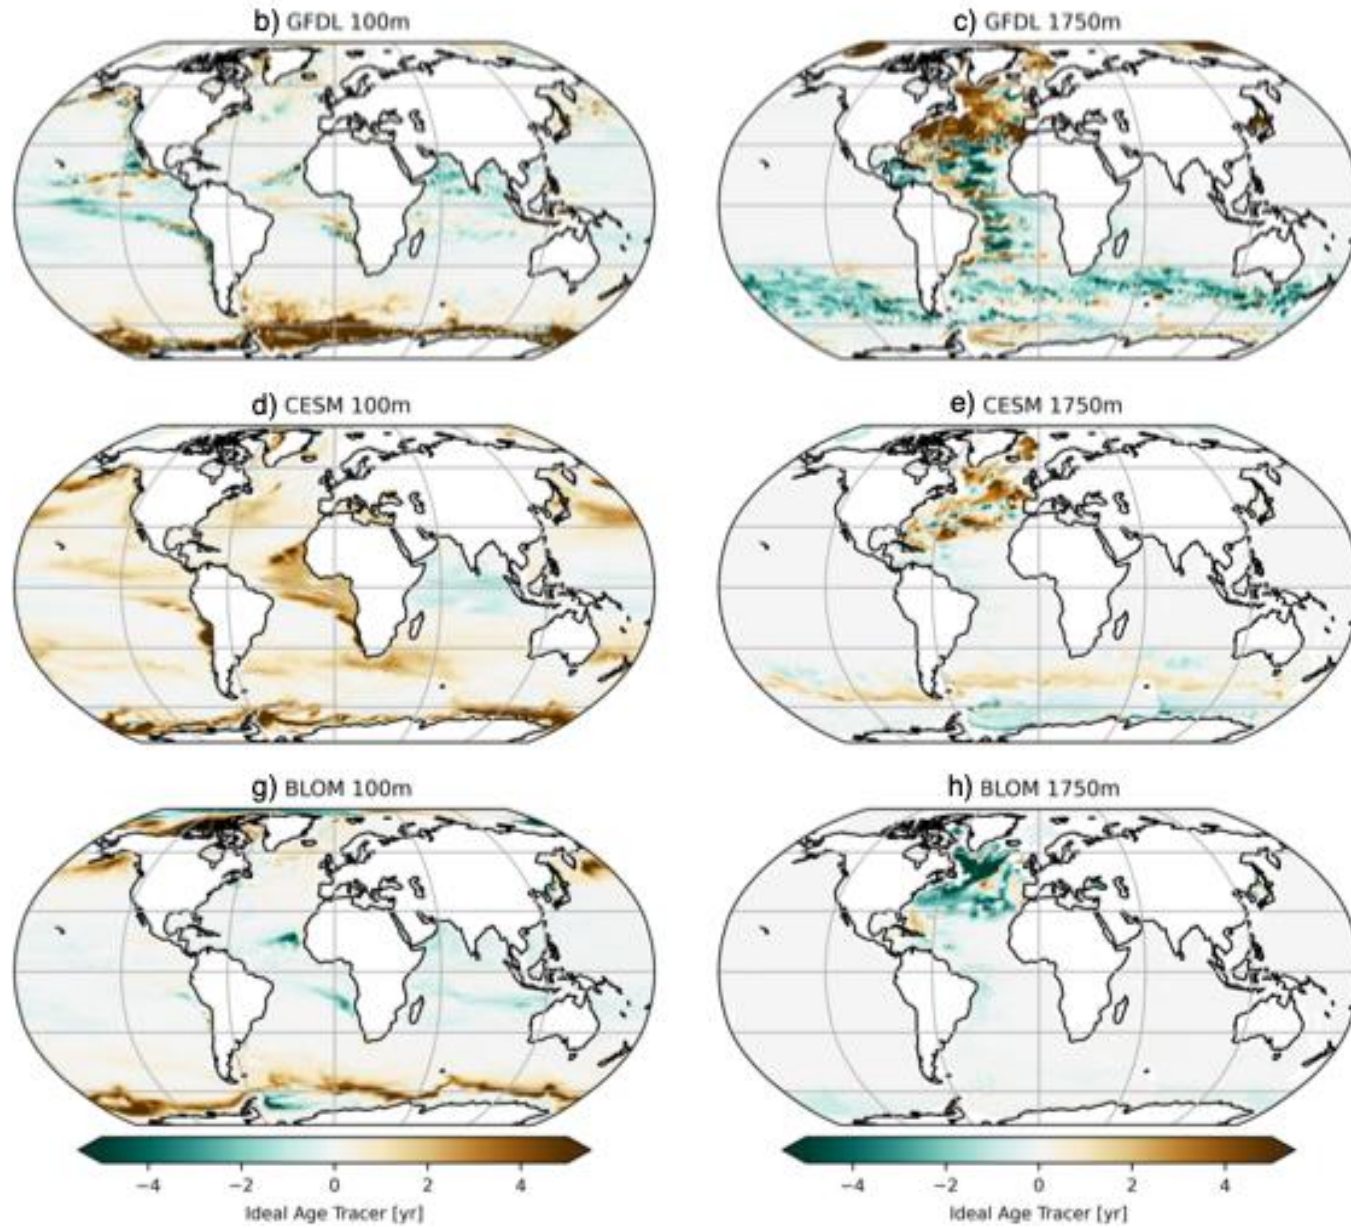 b) GFDL 100m
c) GFDL 1750m
d) CESM 100m
e) CESM 1750m
g) BLOM 100m
h) BLOM 1750m
−4 −2 0 2 4
Ideal Age Tracer [yr]
−4 −2 0 2 4
Ideal Age Tracer [yr]